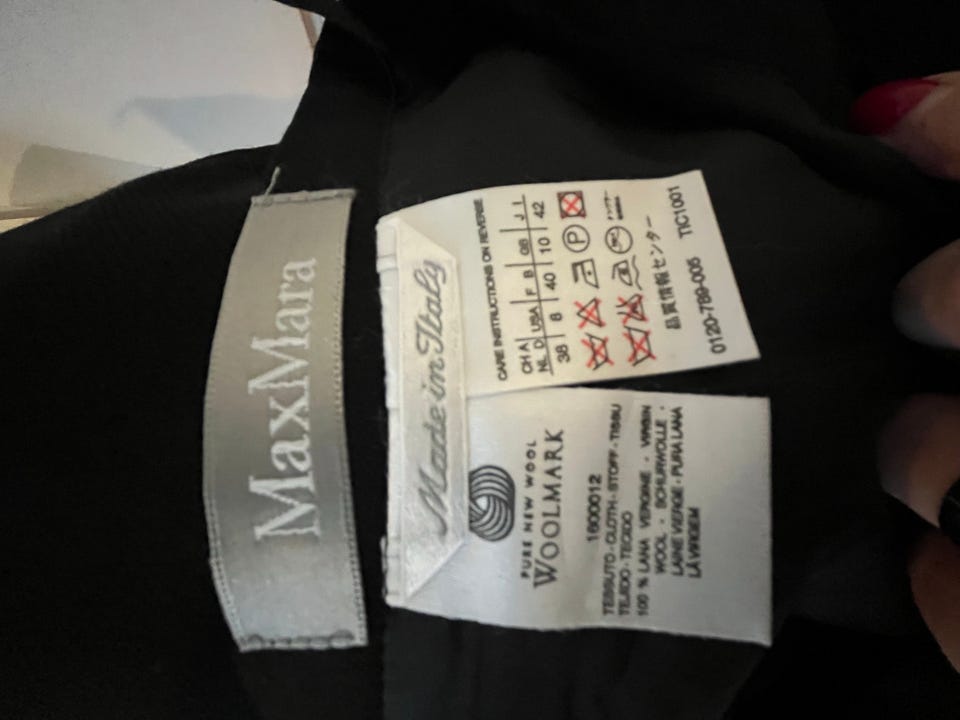 MaxMara
Made in Italy
PURE NEW WOOL
WOOLMARK
1600012
TESSUTO - CLOTH - STOFF - TISSU
TEJIDO - TECIDO
100 % LANA VERGINE - VIRGIN
WOOL - SCHURWOLLE -
LAINE VIERGE - PURA LANA
LÃ VIRGEM
CARE INSTRUCTIONS ON REVERSE
CH A
NL D USA F B GB J I
38 8 40 10 42
P
品質情報センター
0120-789-005 TIC1001